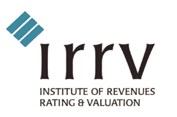 irrv
INSTITUTE OF REVENUES
RATING & VALUATION